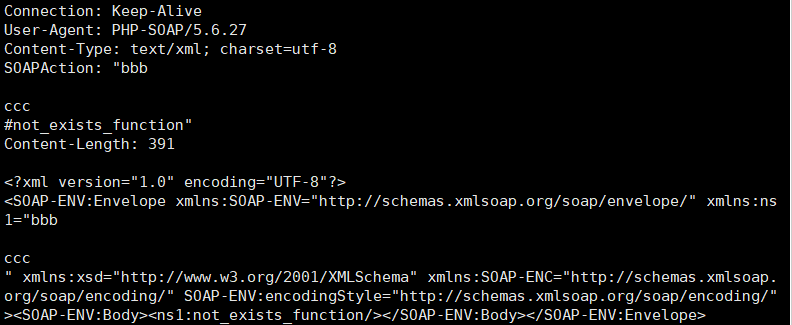 Connection: Keep-Alive
User-Agent: PHP-SOAP/5.6.27
Content-Type: text/xml; charset=utf-8
SOAPAction: "bbb
ccc
#not_exists_function"
Content-Length: 391
<?xml version="1.0" encoding="UTF-8"?>
<SOAP-ENV:Envelope xmlns:SOAP-ENV="http://schemas.xmlsoap.org/soap/envelope/" xmlns:ns
1="bbb
ccc
" xmlns:xsd="http://www.w3.org/2001/XMLSchema" xmlns:SOAP-ENC="http://schemas.xmlsoap.
org/soap/encoding/" SOAP-ENV:encodingStyle="http://schemas.xmlsoap.org/soap/encoding/"
><SOAP-ENV:Body><ns1:not_exists_function/></SOAP-ENV:Body></SOAP-ENV:Envelope>